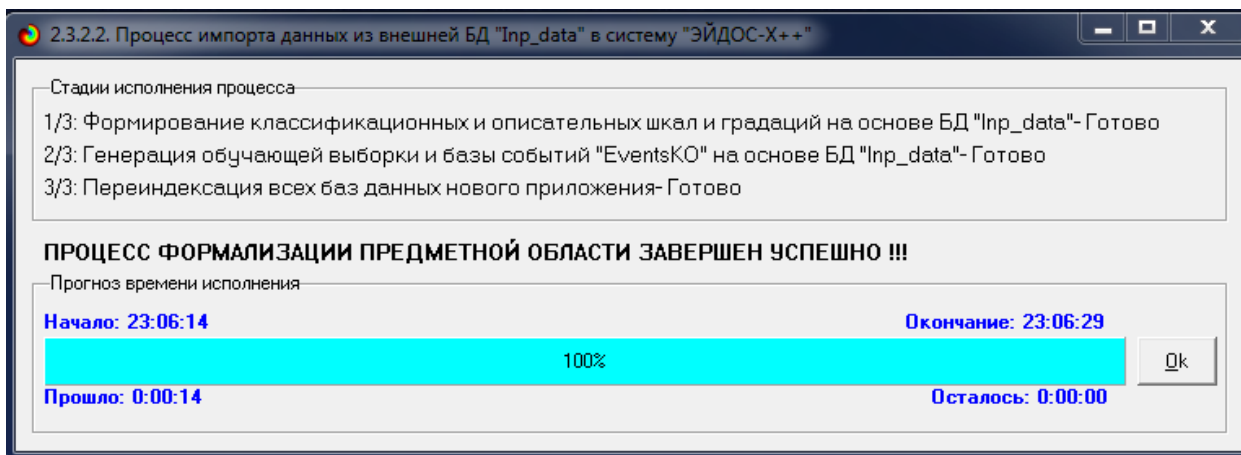 2.3.2.2. Процесс импорта данных из внешней БД "Inp_data" в систему "ЭЙДОС-X++"
Стадии исполнения процесса
1/3: Формирование классификационных и описательных шкал и градаций на основе БД "Inp_data"- Готово
2/3: Генерация обучающей выборки и базы событий "EventsKO" на основе БД "Inp_data"- Готово
3/3: Переиндексация всех баз данных нового приложения- Готово
ПРОЦЕСС ФОРМАЛИЗАЦИИ ПРЕДМЕТНОЙ ОБЛАСТИ ЗАВЕРШЕН УСПЕШНО !!!
Прогноз времени исполнения
Начало: 23:06:14 Окончание: 23:06:29
100% Ok
Прошло: 0:00:14 Осталось: 0:00:00